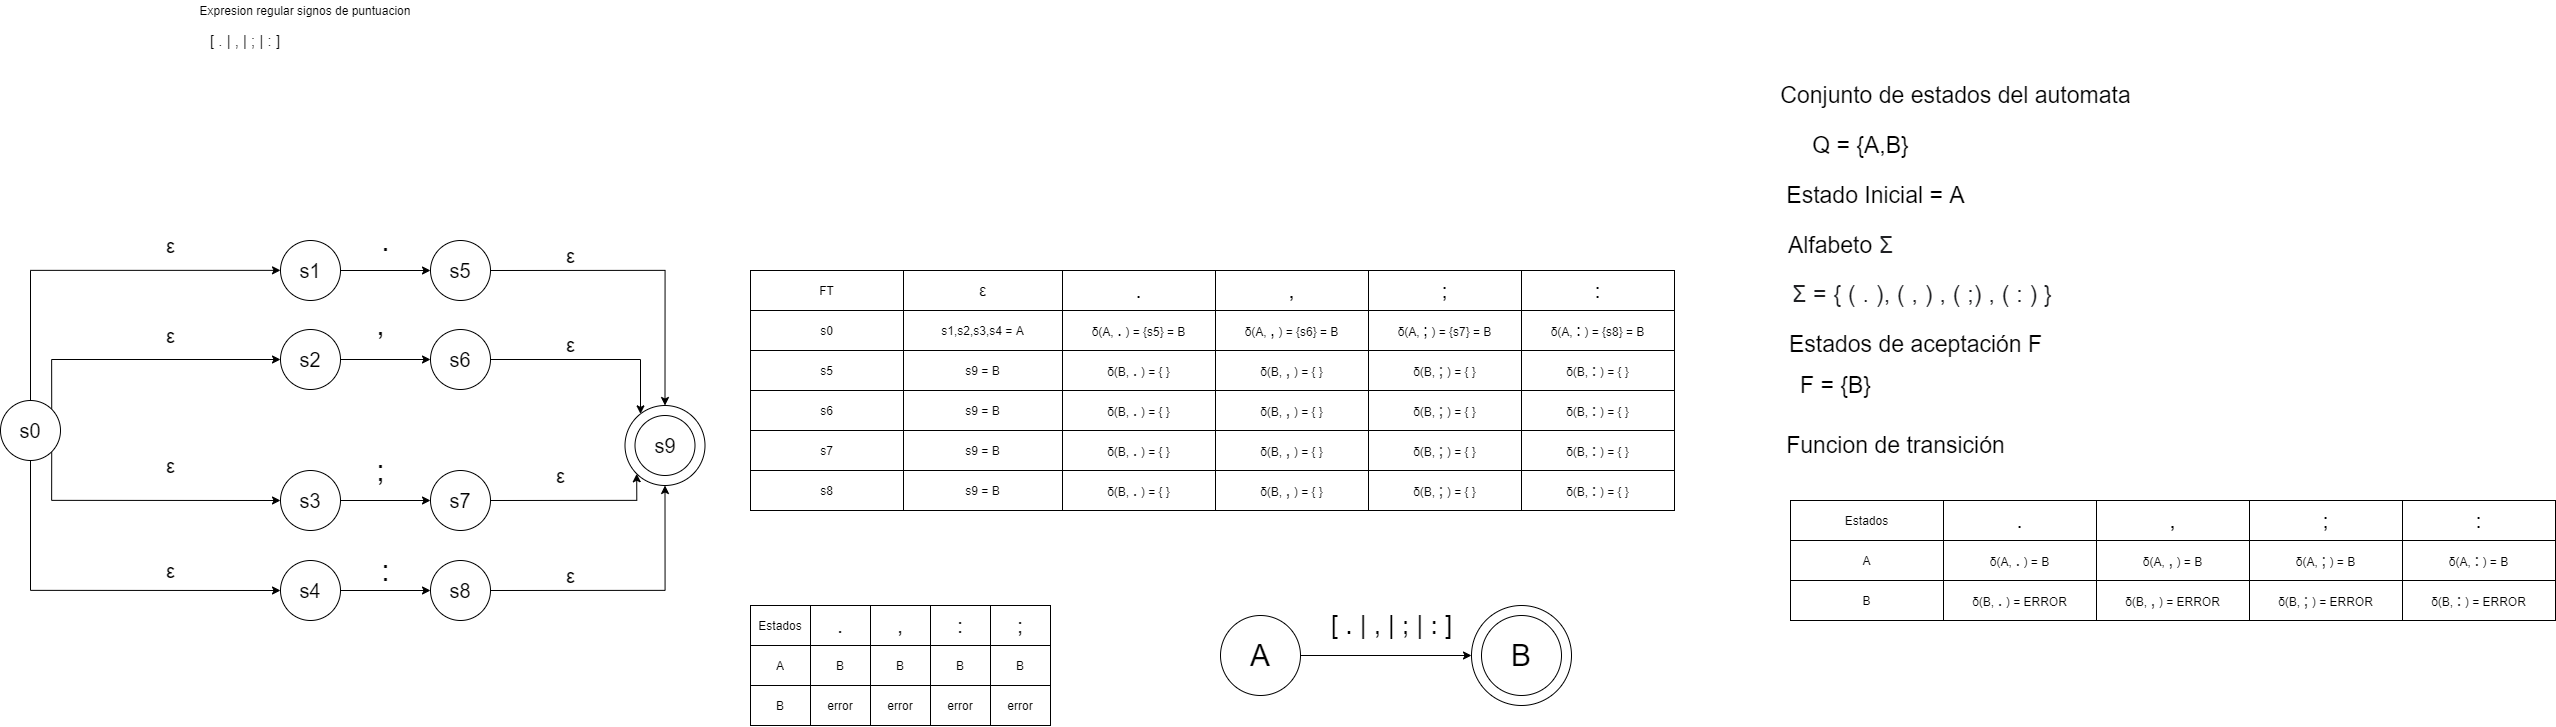 Expresion regular signos de puntuacion
[ . | , | ; | : ]
ε
s1
.
s5
ε
ε
s2
,
s6
ε
s0
s9
ε
s3
;
s7
ε
ε
s4
:
s8
ε
FT ε . , ; :
s0 s1,s2,s3,s4 = A δ(A, . ) = {s5} = B δ(A, , ) = {s6} = B δ(A, ; ) = {s7} = B δ(A, : ) = {s8} = B
s5 s9 = B δ(B, . ) = { } δ(B, , ) = { } δ(B, ; ) = { } δ(B, : ) = { }
s6 s9 = B δ(B, . ) = { } δ(B, , ) = { } δ(B, ; ) = { } δ(B, : ) = { }
s7 s9 = B δ(B, . ) = { } δ(B, , ) = { } δ(B, ; ) = { } δ(B, : ) = { }
s8 s9 = B δ(B, . ) = { } δ(B, , ) = { } δ(B, ; ) = { } δ(B, : ) = { }
Estados . , : ;
A B B B B
B error error error error
A
[ . | , | ; | : ]
B
Conjunto de estados del automata
Q = {A,B}
Estado Inicial = A
Alfabeto Σ
Σ = { ( . ), ( , ) , ( ;) , ( : ) }
Estados de aceptación F
F = {B}
Funcion de transición
Estados . , ; :
A δ(A, . ) = B δ(A, , ) = B δ(A, ; ) = B δ(A, : ) = B
B δ(B, . ) = ERROR δ(B, , ) = ERROR δ(B, ; ) = ERROR δ(B, : ) = ERROR